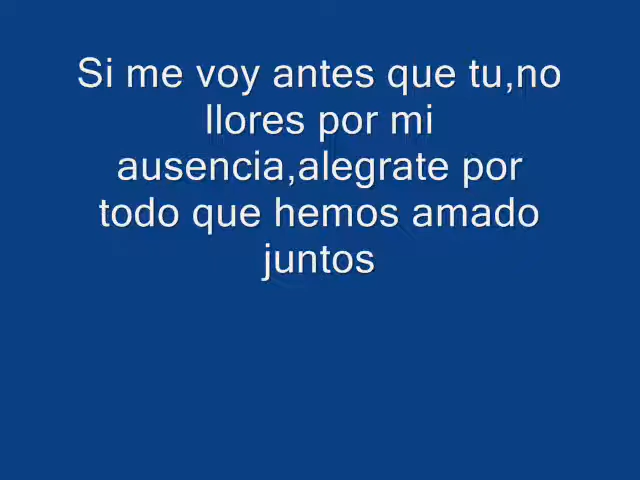 Si me voy antes que tu,no
llores por mi
ausencia,alegrate por
todo que hemos amado
juntos